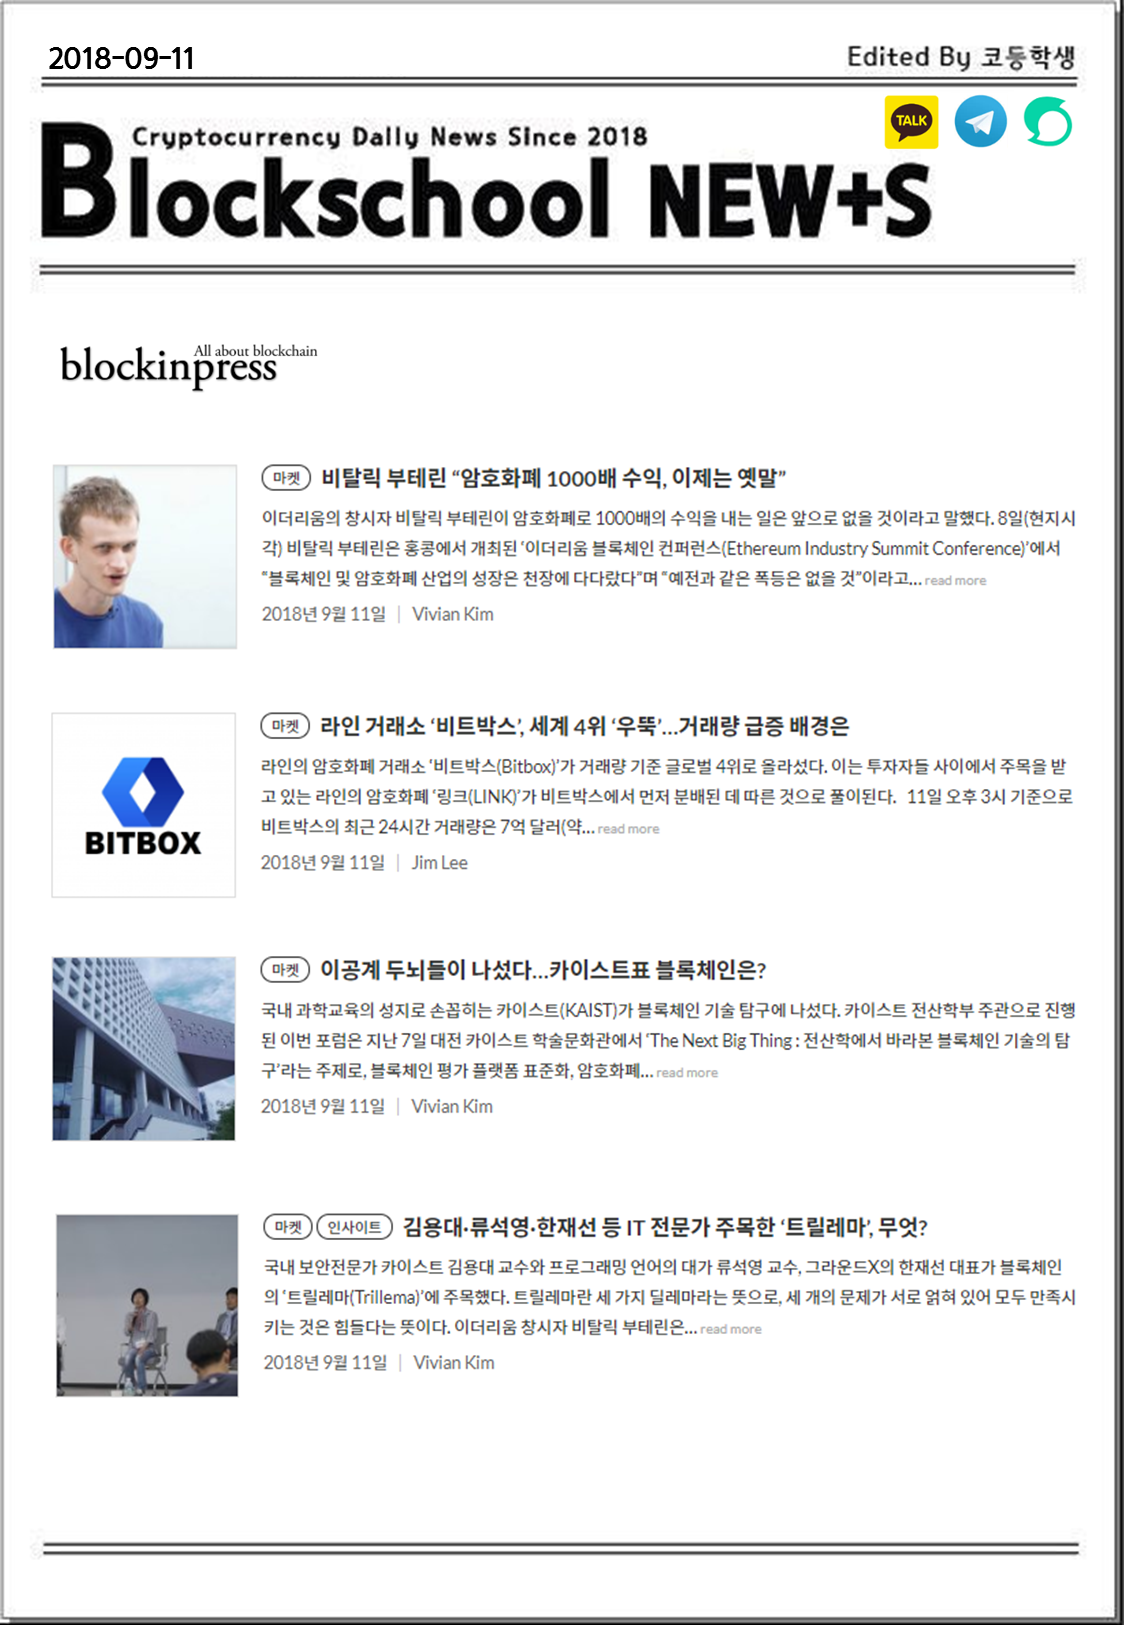 2018-09-11
Edited By 코등학생
TALK
Cryptocurrency Daily News Since 2018
Blockschool NEW+S
All about blockchain
blockinpress
마켓 비탈릭 부테린 “암호화폐 1000배 수익, 이제는 옛말”
이더리움의 창시자 비탈릭 부테린이 암호화폐로 1000배의 수익을 내는 일은 앞으로 없을 것이라고 말했다. 8일(현지시
각) 비탈릭 부테린은 홍콩에서 개최된 ‘이더리움 블록체인 컨퍼런스(Ethereum Industry Summit Conference)’에서
“블록체인 및 암호화폐 산업의 성장은 천장에 다다랐다”며 “예전과 같은 폭등은 없을 것”이라고... read more
2018년 9월 11일 | Vivian Kim
마켓 라인 거래소 ‘비트박스’, 세계 4위 ‘우뚝’…거래량 급증 배경은
라인의 암호화폐 거래소 ‘비트박스(Bitbox)’가 거래량 기준 글로벌 4위로 올라섰다. 이는 투자자들 사이에서 주목을 받
고 있는 라인의 암호화폐 ‘링크(LINK)’가 비트박스에서 먼저 분배된 데 따른 것으로 풀이된다. 11일 오후 3시 기준으로
비트박스의 최근 24시간 거래량은 7억 달러(약... read more
2018년 9월 11일 | Jim Lee
BITBOX
마켓 이공계 두뇌들이 나섰다…카이스트표 블록체인은?
국내 과학교육의 성지로 손꼽히는 카이스트(KAIST)가 블록체인 기술 탐구에 나섰다. 카이스트 전산학부 주관으로 진행
된 이번 포럼은 지난 7일 대전 카이스트 학술문화관에서 ‘The Next Big Thing : 전산학에서 바라본 블록체인 기술의 탐
구’라는 주제로, 블록체인 평가 플랫폼 표준화, 암호화폐... read more
2018년 9월 11일 | Vivian Kim
마켓 인사이트 김용대·류석영·한재선 등 IT 전문가 주목한 ‘트릴레마’, 무엇?
국내 보안전문가 카이스트 김용대 교수와 프로그래밍 언어의 대가 류석영 교수, 그라운드X의 한재선 대표가 블록체인
의 ‘트릴레마(Trillema)’에 주목했다. 트릴레마란 세 가지 딜레마라는 뜻으로, 세 개의 문제가 서로 얽혀 있어 모두 만족시
키는 것은 힘들다는 뜻이다. 이더리움 창시자 비탈릭 부테린은... read more
2018년 9월 11일 | Vivian Kim